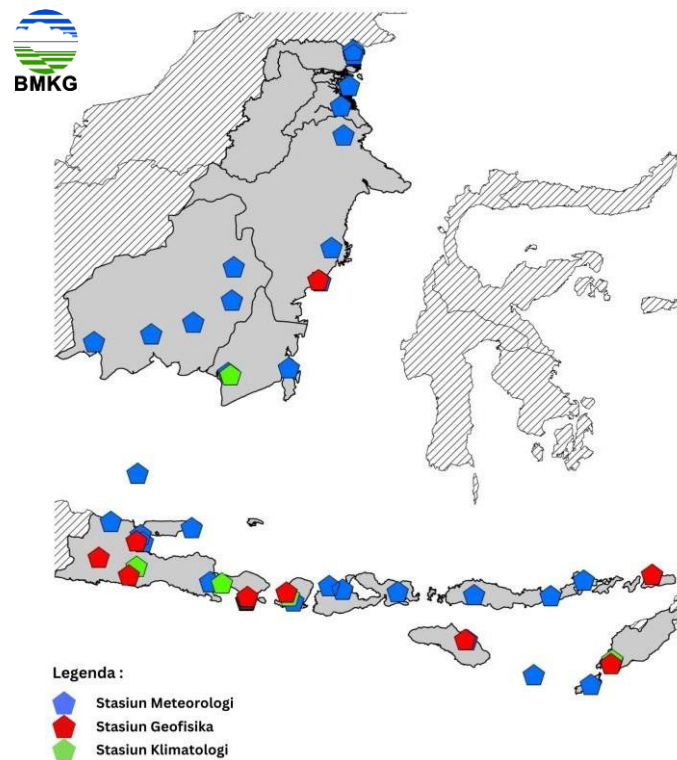 BMKG
Legenda :
Stasiun Meteorologi
Stasiun Geofisika
Stasiun Klimatologi